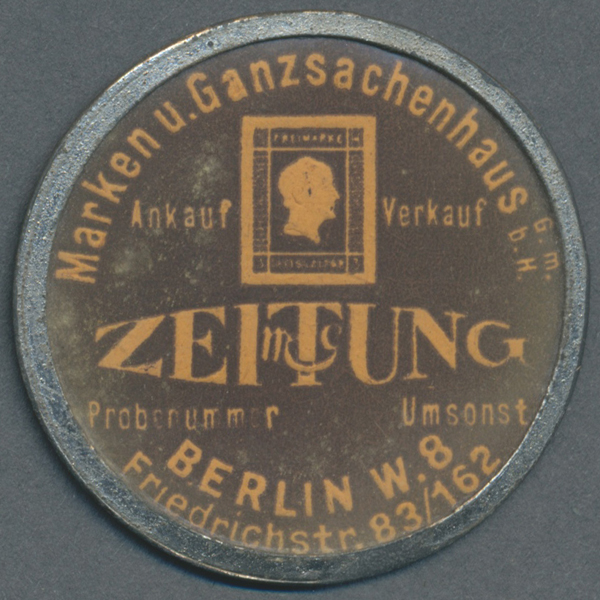 Marken u. Ganzsachenhaus
G.m.
b.H.
FREIMARKE
Ankauf Verkauf
ZEITUNG
Probenummer Umsonst
BERLIN W.8
Friedrichstr. 83/162